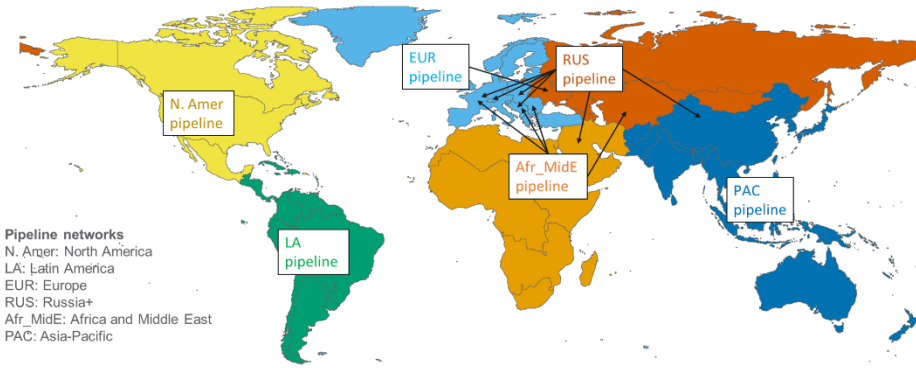 EUR
pipeline
RUS
pipeline
N. Amer
pipeline
Afr_MidE
pipeline
PAC
pipeline
LA
pipeline
Pipeline networks
N. Amer: North America
LA: Latin America
EUR: Europe
RUS: Russia+
Afr_MidE: Africa and Middle East
PAC: Asia-Pacific